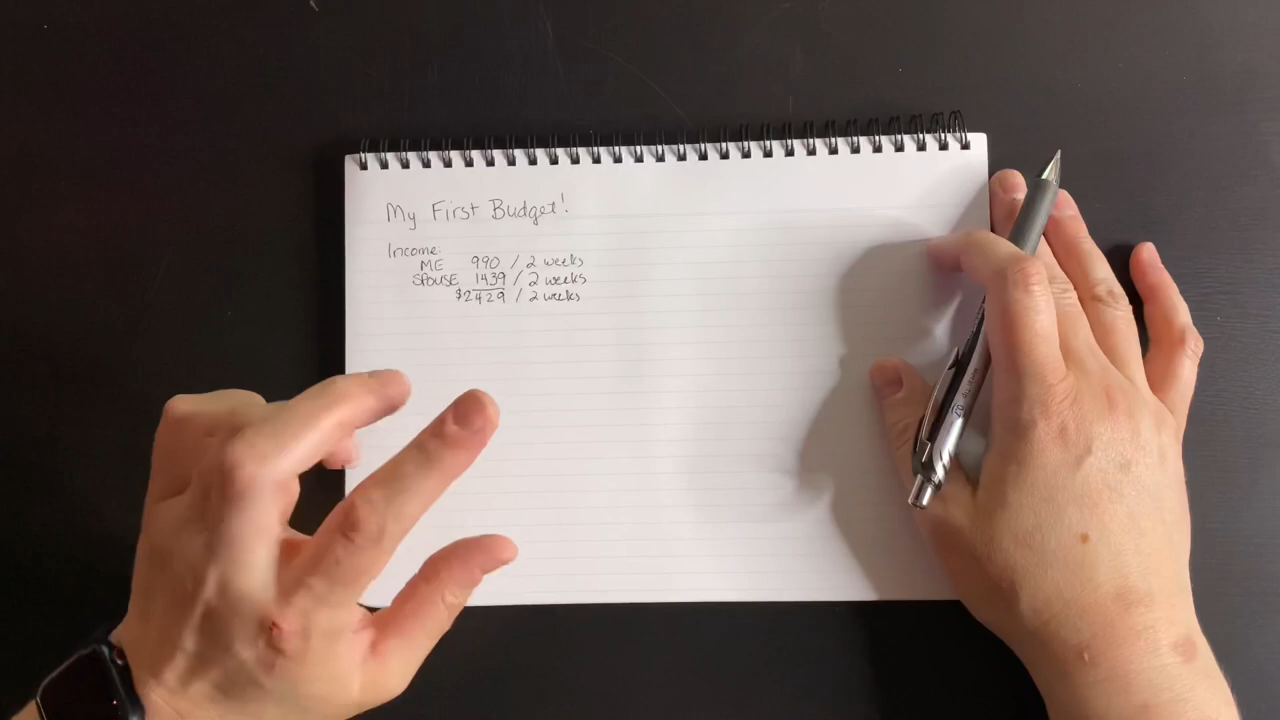 My First Budget!
Income:
ME 990 / 2 weeks
SPOUSE 1439 / 2 weeks
$2429 / 2 weeks